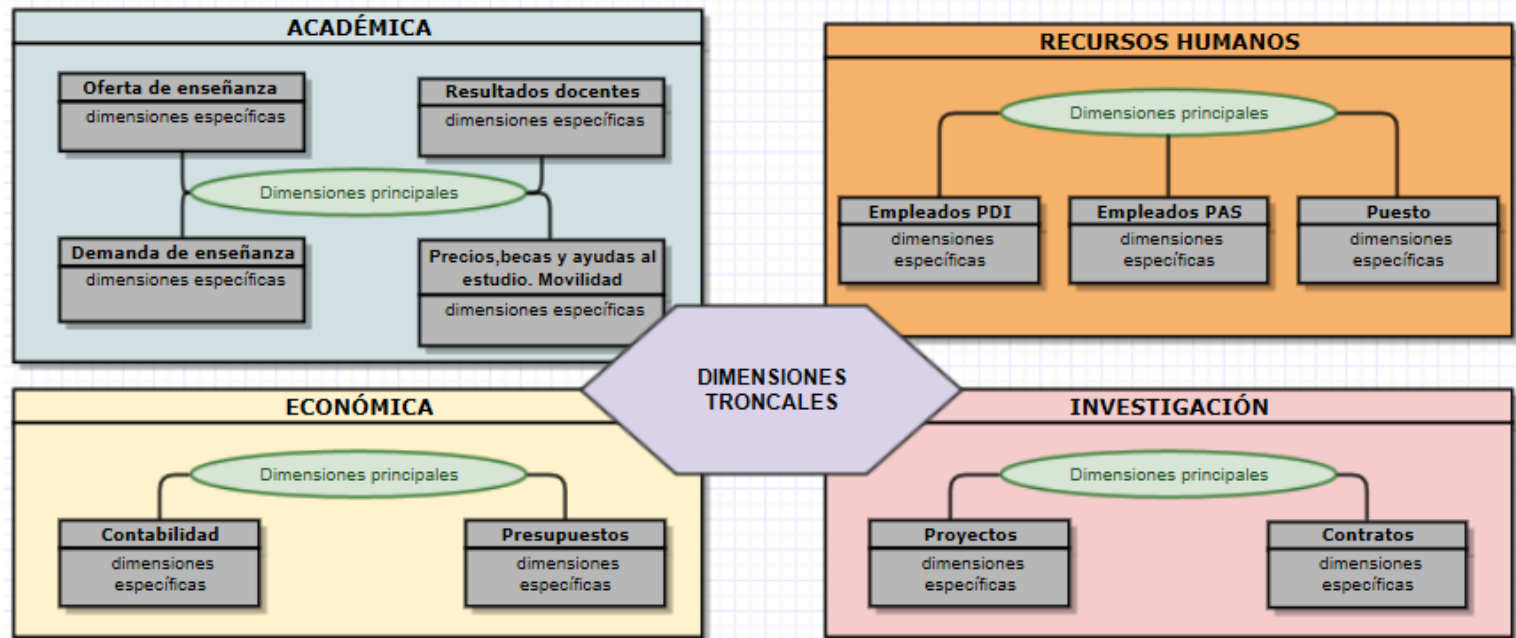 ACADÉMICA
Oferta de enseñanza
dimensiones específicas
Resultados docentes
dimensiones específicas
Dimensiones principales
Demanda de enseñanza
dimensiones específicas
Precios,becas y ayudas al
estudio. Movilidad
dimensiones específicas
RECURSOS HUMANOS
Dimensiones principales
Empleados PDI
dimensiones
específicas
Empleados PAS
dimensiones
específicas
Puesto
dimensiones
específicas
DIMENSIONES
TRONCALES
ECONÓMICA
Dimensiones principales
Contabilidad
dimensiones
específicas
Presupuestos
dimensiones
específicas
INVESTIGACIÓN
Dimensiones principales
Proyectos
dimensiones
específicas
Contratos
dimensiones
específicas